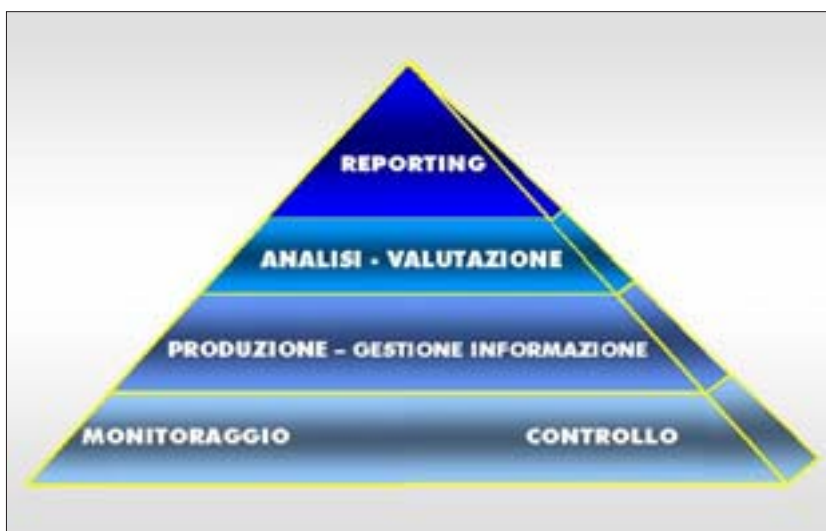 REPORTING
ANALISI - VALUTAZIONE
PRODUZIONE – GESTIONE INFORMAZIONE
MONITORAGGIO CONTROLLO